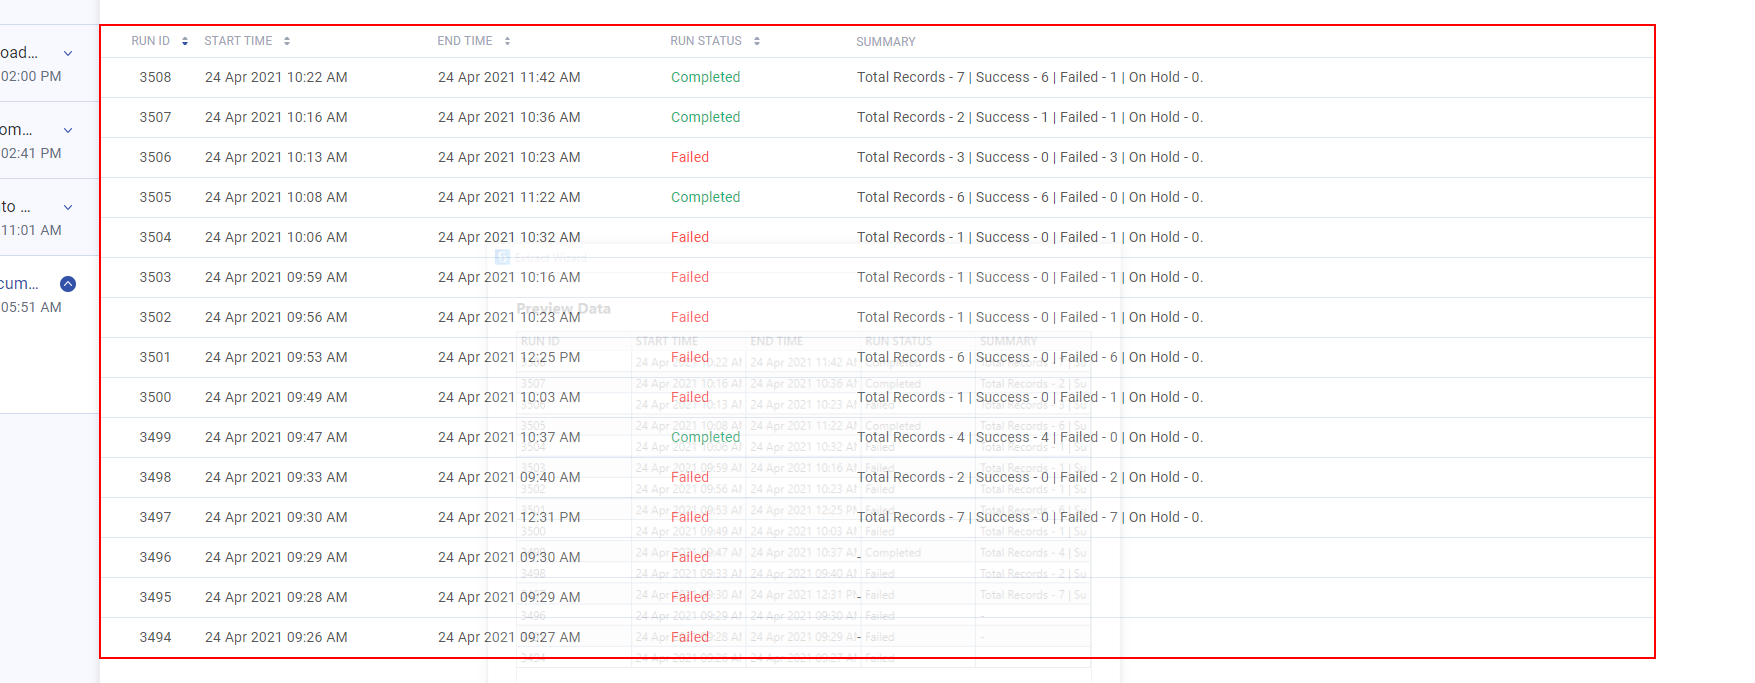 RUN ID START TIME END TIME RUN STATUS SUMMARY
oad...
02:00 PM
om...
02:41 PM
to ...
11:01 AM
cum...
05:51 AM
3508 24 Apr 2021 10:22 AM 24 Apr 2021 11:42 AM Completed Total Records - 7 | Success - 6 | Failed - 1 | On Hold - 0.
3507 24 Apr 2021 10:16 AM 24 Apr 2021 10:36 AM Completed Total Records - 2 | Success - 1 | Failed - 1 | On Hold - 0.
3506 24 Apr 2021 10:13 AM 24 Apr 2021 10:23 AM Failed Total Records - 3 | Success - 0 | Failed - 3 | On Hold - 0.
3505 24 Apr 2021 10:08 AM 24 Apr 2021 11:22 AM Completed Total Records - 6 | Success - 6 | Failed - 0 | On Hold - 0.
3504 24 Apr 2021 10:06 AM 24 Apr 2021 10:32 AM Failed Total Records - 1 | Success - 0 | Failed - 1 | On Hold - 0.
3503 24 Apr 2021 09:59 AM 24 Apr 2021 10:16 AM Failed Total Records - 1 | Success - 0 | Failed - 1 | On Hold - 0.
3502 24 Apr 2021 09:56 AM 24 Apr 2021 10:23 AM Failed Total Records - 1 | Success - 0 | Failed - 1 | On Hold - 0.
3501 24 Apr 2021 09:53 AM 24 Apr 2021 12:25 PM Failed Total Records - 6 | Success - 0 | Failed - 6 | On Hold - 0.
3500 24 Apr 2021 09:49 AM 24 Apr 2021 10:03 AM Failed Total Records - 1 | Success - 0 | Failed - 1 | On Hold - 0.
3499 24 Apr 2021 09:47 AM 24 Apr 2021 10:37 AM Completed Total Records - 4 | Success - 4 | Failed - 0 | On Hold - 0.
3498 24 Apr 2021 09:33 AM 24 Apr 2021 09:40 AM Failed Total Records - 2 | Success - 0 | Failed - 2 | On Hold - 0.
3497 24 Apr 2021 09:30 AM 24 Apr 2021 12:31 PM Failed Total Records - 7 | Success - 0 | Failed - 7 | On Hold - 0.
3496 24 Apr 2021 09:29 AM 24 Apr 2021 09:30 AM Failed -
3495 24 Apr 2021 09:28 AM 24 Apr 2021 09:29 AM Failed -
3494 24 Apr 2021 09:26 AM 24 Apr 2021 09:27 AM Failed -
Extract Wizard
Preview Data
RUN ID START TIME END TIME RUN STATUS SUMMARY